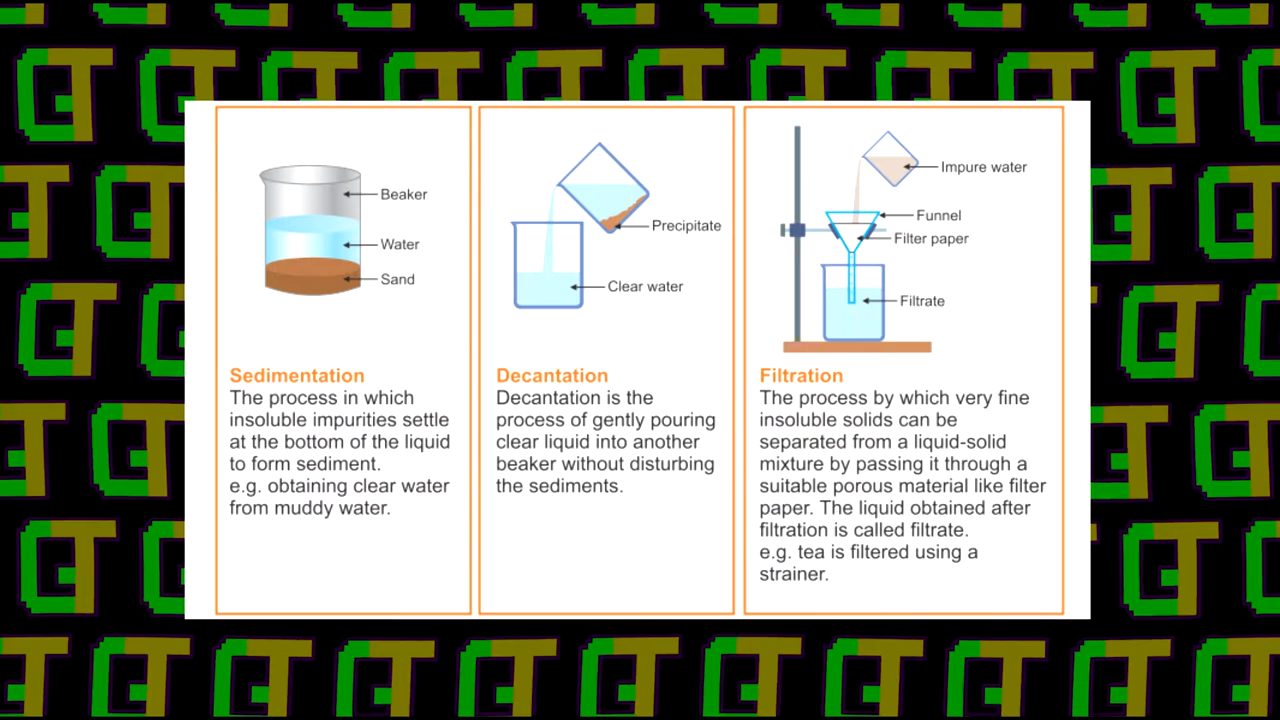 Beaker
Water
Sand
Sedimentation
The process in which
insoluble impurities settle
at the bottom of the liquid
to form sediment.
e.g. obtaining clear water
from muddy water.
Precipitate
Clear water
Decantation
Decantation is the
process of gently pouring
clear liquid into another
beaker without disturbing
the sediments.
Impure water
Funnel
Filter paper
Filtrate
Filtration
The process by which very fine
insoluble solids can be
separated from a liquid-solid
mixture by passing it through a
suitable porous material like filter
paper. The liquid obtained after
filtration is called filtrate.
e.g. tea is filtered using a
strainer.